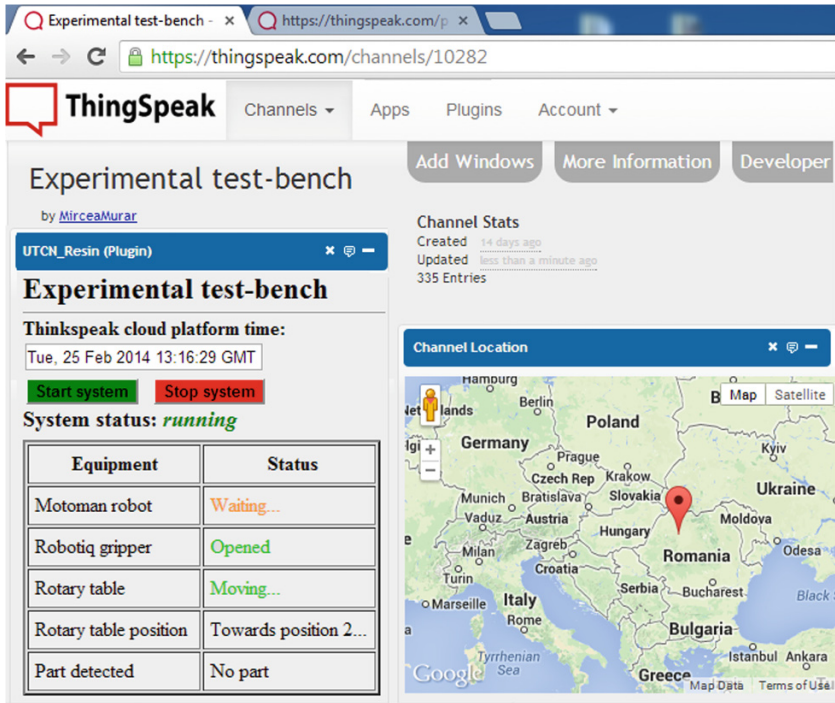 Experimental test-bench -
https://thingspeak.com/p
https://thingspeak.com/channels/10282
ThingSpeak
Channels
Apps
Plugins
Account
Experimental test-bench
by MirceaMurar
Add Windows
More Information
Developer
Channel Stats
Created 14 days ago
Updated less than a minute ago
335 Entries
UTCN_Resin (Plugin)
Experimental test-bench
Thinkspeak cloud platform time:
Tue, 25 Feb 2014 13:16:29 GMT
Start system Stop system
System status: running
Equipment Status
Motoman robot Waiting...
Robotiq gripper Opened
Rotary table Moving...
Rotary table position Towards position 2...
Part detected No part
Channel Location
Map Satellite
Hamburg
Berlin
Poland
Germany
Prague
Kyiv
Czech Rep
Krakow
Ukraine
Munich
Bratislava
Slovakia
Vaduz
Austria
Moldova
Hungary
Milan
Zagreb
Romania
Odesa
Turin
Croatia
Serbia
Bucharest
Black
Marseille
Italy
Rome
Bulgaria
Tyrrhenian
Sea
Istanbul
Ankara
Google
Greece
Map Data
Terms of Use